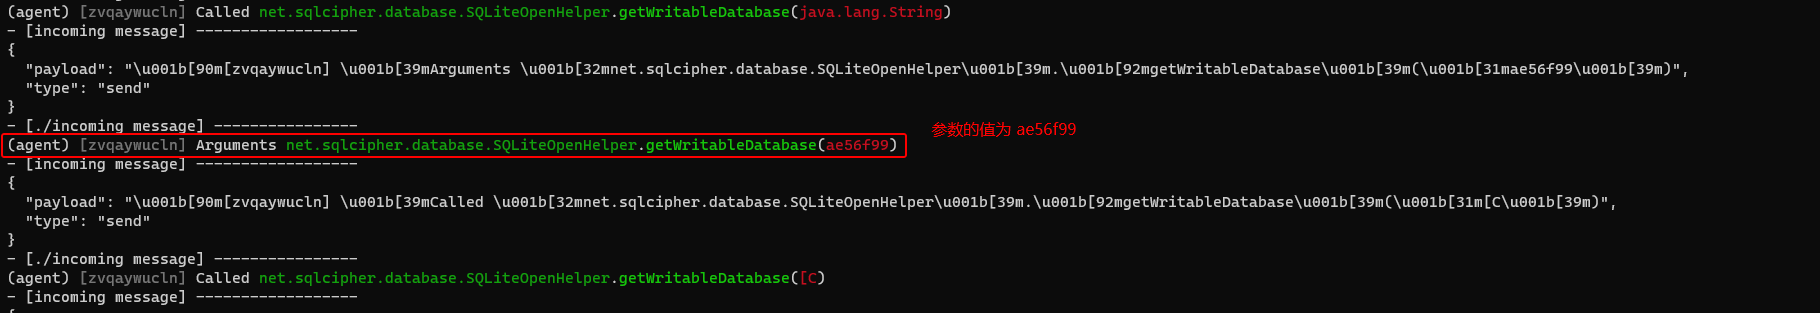 (agent) [zvqaywucln] Called net.sqlcipher.database.SQLiteOpenHelper.getWritableDatabase(java.lang.String)
- [incoming message] ------------------
{
  "payload": "\u001b[90m[zvqaywucln] \u001b[39mArguments \u001b[32mnet.sqlcipher.database.SQLiteOpenHelper\u001b[39m.\u001b[92mgetWritableDatabase\u001b[39m(\u001b[31mae56f99\u001b[39m)",
  "type": "send"
}
- [./incoming message] ----------------
参数的值为 ae56f99
(agent) [zvqaywucln] Arguments net.sqlcipher.database.SQLiteOpenHelper.getWritableDatabase(ae56f99)
- [incoming message] ------------------
{
  "payload": "\u001b[90m[zvqaywucln] \u001b[39mCalled \u001b[32mnet.sqlcipher.database.SQLiteOpenHelper\u001b[39m.\u001b[92mgetWritableDatabase\u001b[39m(\u001b[31m[C\u001b[39m)",
  "type": "send"
}
- [./incoming message] ----------------
(agent) [zvqaywucln] Called net.sqlcipher.database.SQLiteOpenHelper.getWritableDatabase([C)
- [incoming message] ------------------